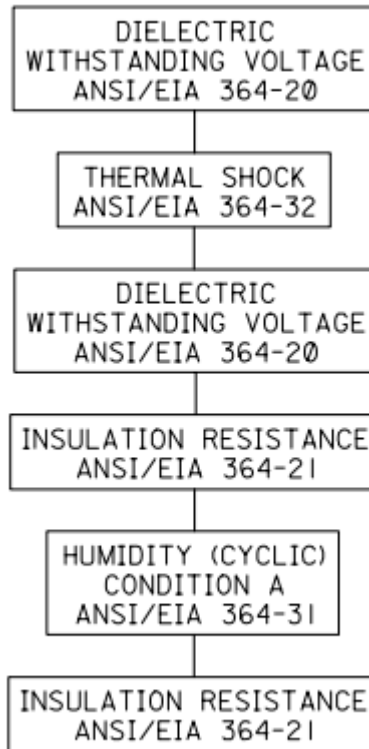 DIELECTRIC
WITHSTANDING VOLTAGE
ANSI/EIA 364-20
THERMAL SHOCK
ANSI/EIA 364-32
DIELECTRIC
WITHSTANDING VOLTAGE
ANSI/EIA 364-20
INSULATION RESISTANCE
ANSI/EIA 364-21
HUMIDITY (CYCLIC)
CONDITION A
ANSI/EIA 364-31
INSULATION RESISTANCE
ANSI/EIA 364-21